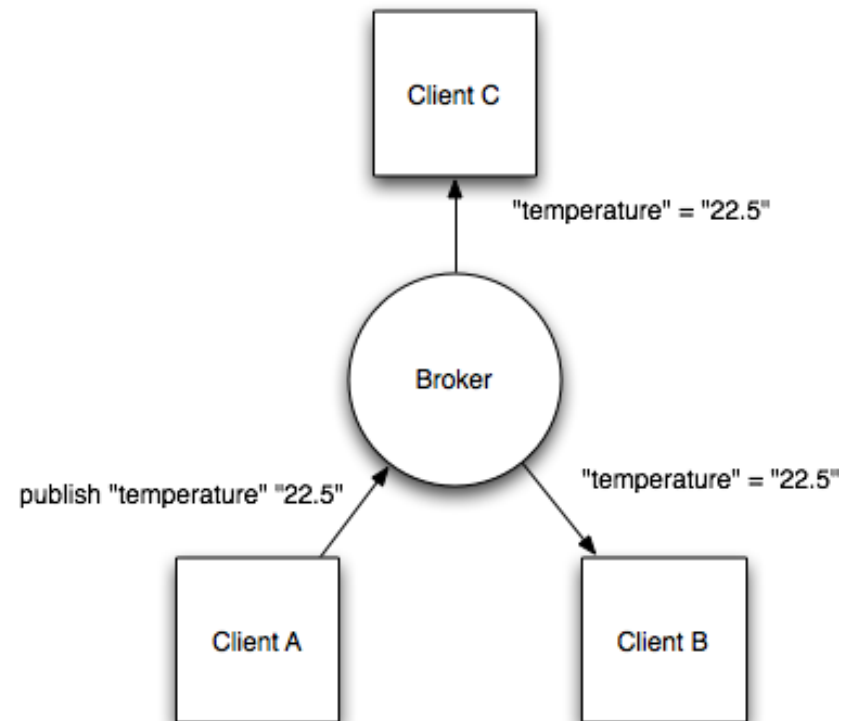 Client C
"temperature" = "22.5"
Broker
publish "temperature" "22.5"
"temperature" = "22.5"
Client A
Client B